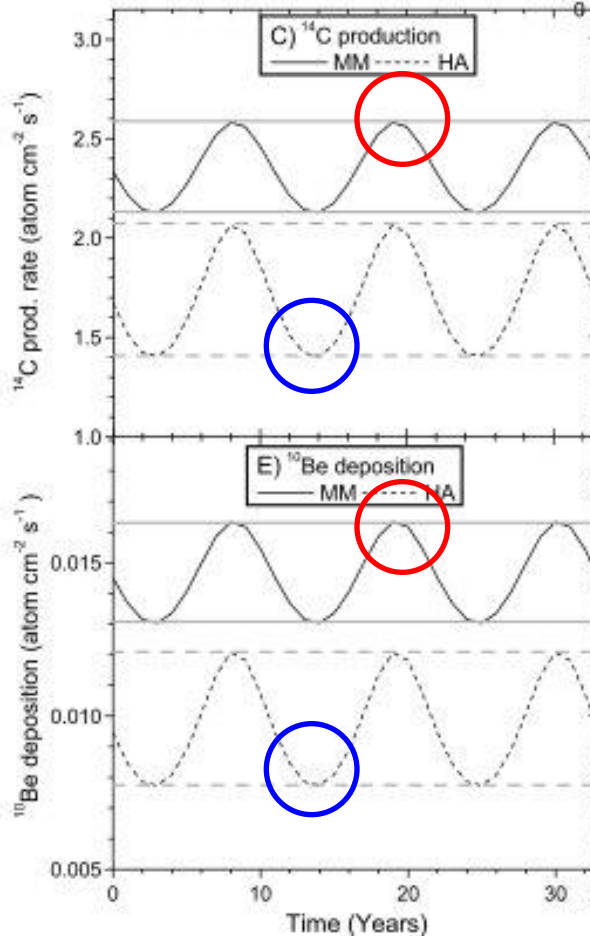 0
C) ¹⁴C production
MM HA
3.0
2.5
2.0
1.5
1.0
¹⁴C prod. rate (atom cm⁻² s⁻¹)
E) ¹⁰Be deposition
MM HA
0.015
0.010
0.005
¹⁰Be deposition (atom cm⁻² s⁻¹)
0 10 20 30
Time (Years)